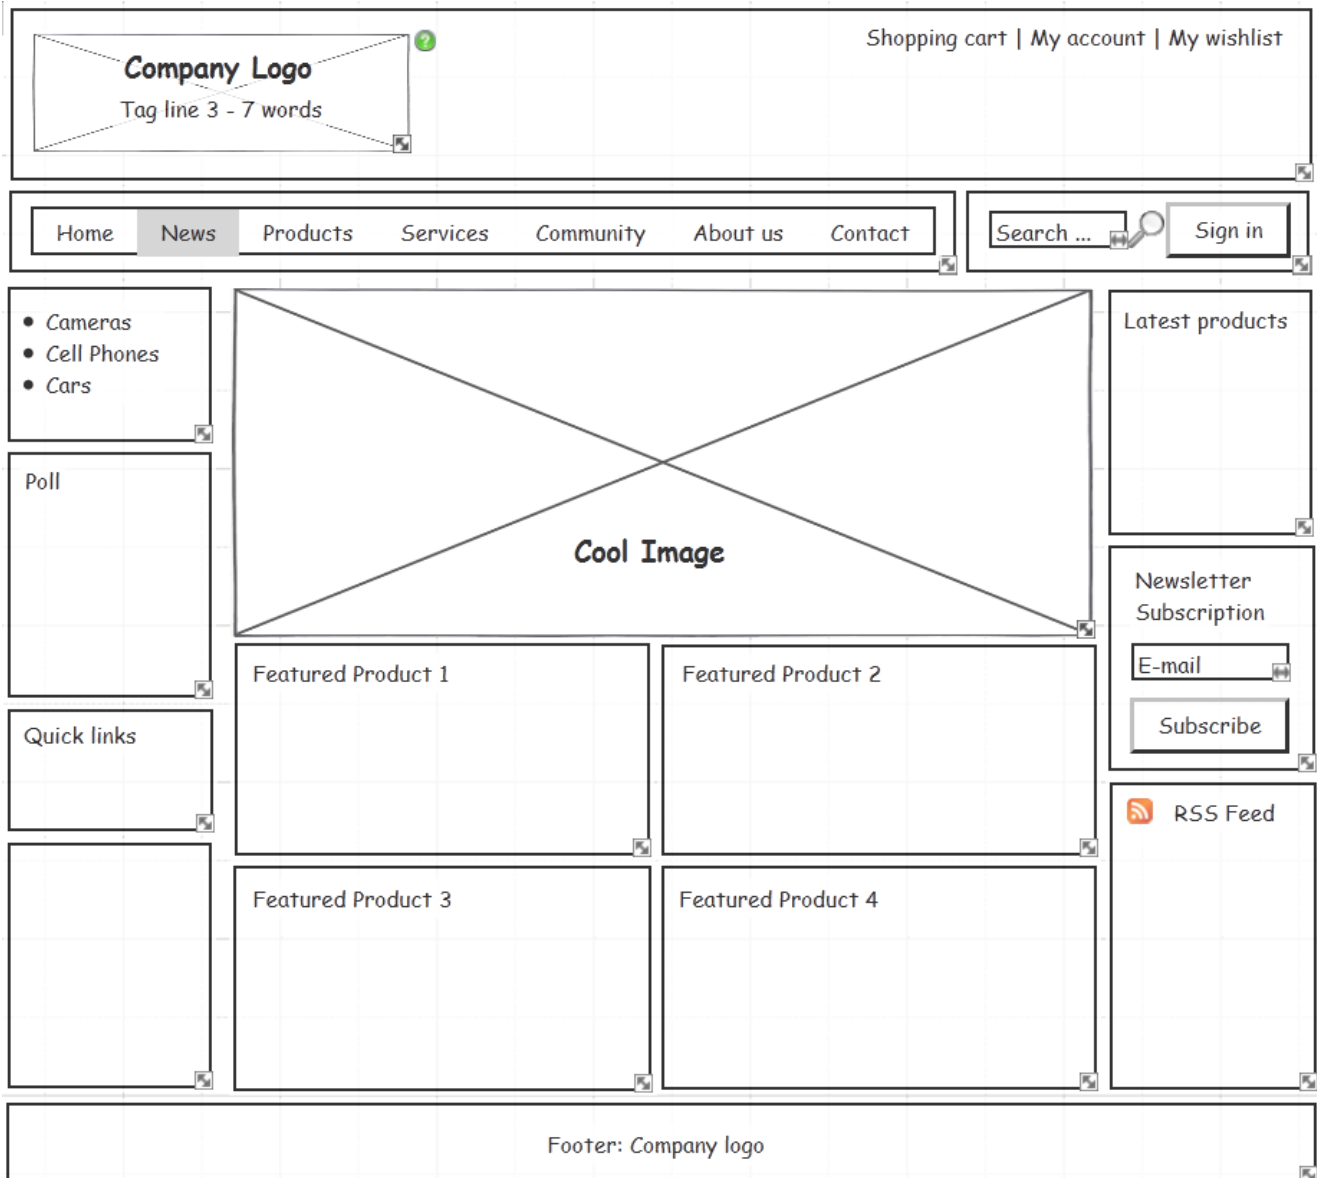 Shopping cart | My account | My wishlist
Company Logo
Tag line 3 - 7 words
Home News Products Services Community About us Contact
Search ...
Sign in
Cameras
Cell Phones
Cars
Poll
Quick links
Cool Image
Featured Product 1
Featured Product 2
Featured Product 3
Featured Product 4
Latest products
Newsletter
Subscription
E-mail
Subscribe
RSS Feed
Footer: Company logo